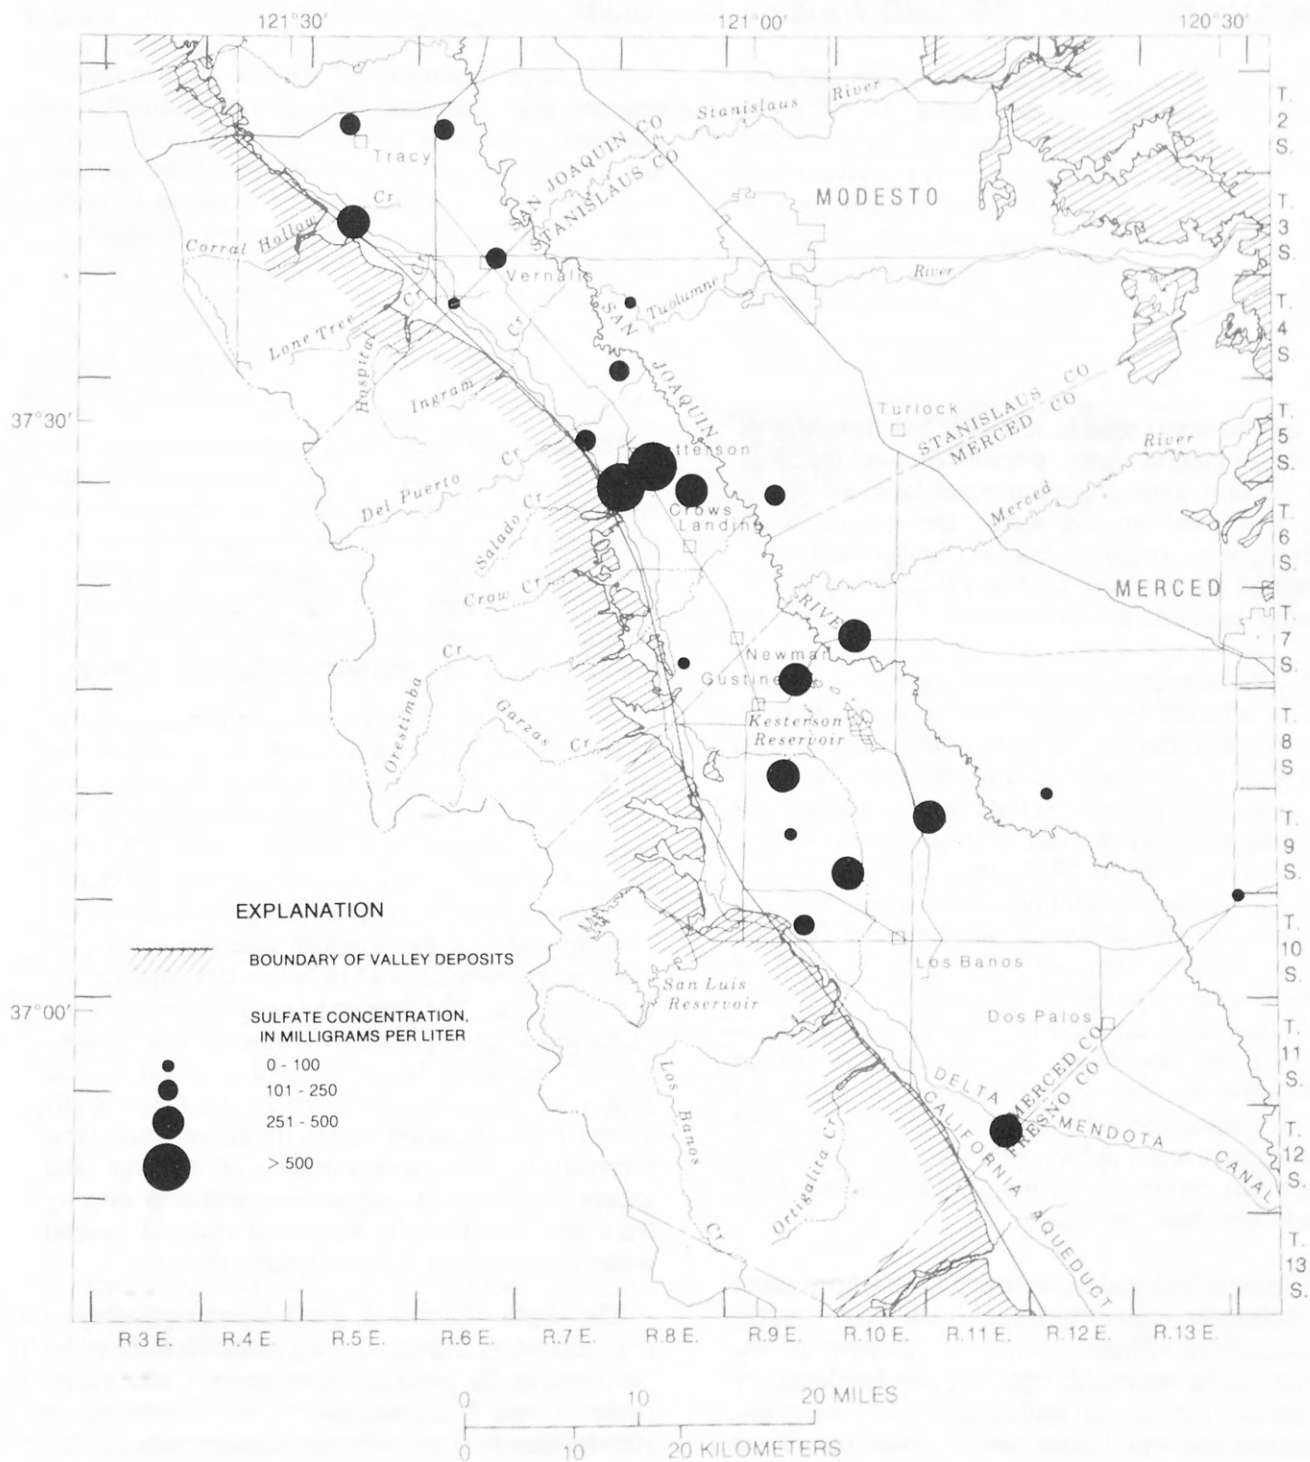 121°30' 121°00' 120°30'
T. 2 S.
Stanislaus River
SAN JOAQUIN CO
STANISLAUS CO
Tracy
MODESTO
T. 3 S.
Corral Hollow Cr.
Vernalis
Cr
Tuolumne River
Lone Tree Cr
Hospital
Cr
SAN JOAQUIN RIVE
T. 4 S
Ingram
37°30'
Turlock
STANISLAUS CO
MERCED CO
T. 5 S.
Del Puerto Cr
tterson
Merced River
Salado Cr
Crows
Landing
T. 6 S.
Crow Cr
MERCED
T. 7 S.
Orestimba Cr
Newman
Gustine
Garzas Cr
Kesterson
Reservoir
T. 8 S
T. 9 S.
EXPLANATION
BOUNDARY OF VALLEY DEPOSITS
T. 10 S.
Los Banos
San Luis
Reservoir
37°00'
SULFATE CONCENTRATION,
IN MILLIGRAMS PER LITER
0 - 100
101 - 250
251 - 500
> 500
Dos Palos
T. 11 S.
Los Banos Cr
Ortigalita Cr
MERCED CO
FRESNO CO
DELTA MENDOTA CANAL
CALIFORNIA AQUEDUCT
T. 12 S.
T. 13 S.
R.3 E. R.4 E. R.5 E. R.6 E. R.7 E. R.8 E. R.9 E. R.10 E. R.11 E. R.12 E. R.13 E.
0 10 20 MILES
0 10 20 KILOMETERS